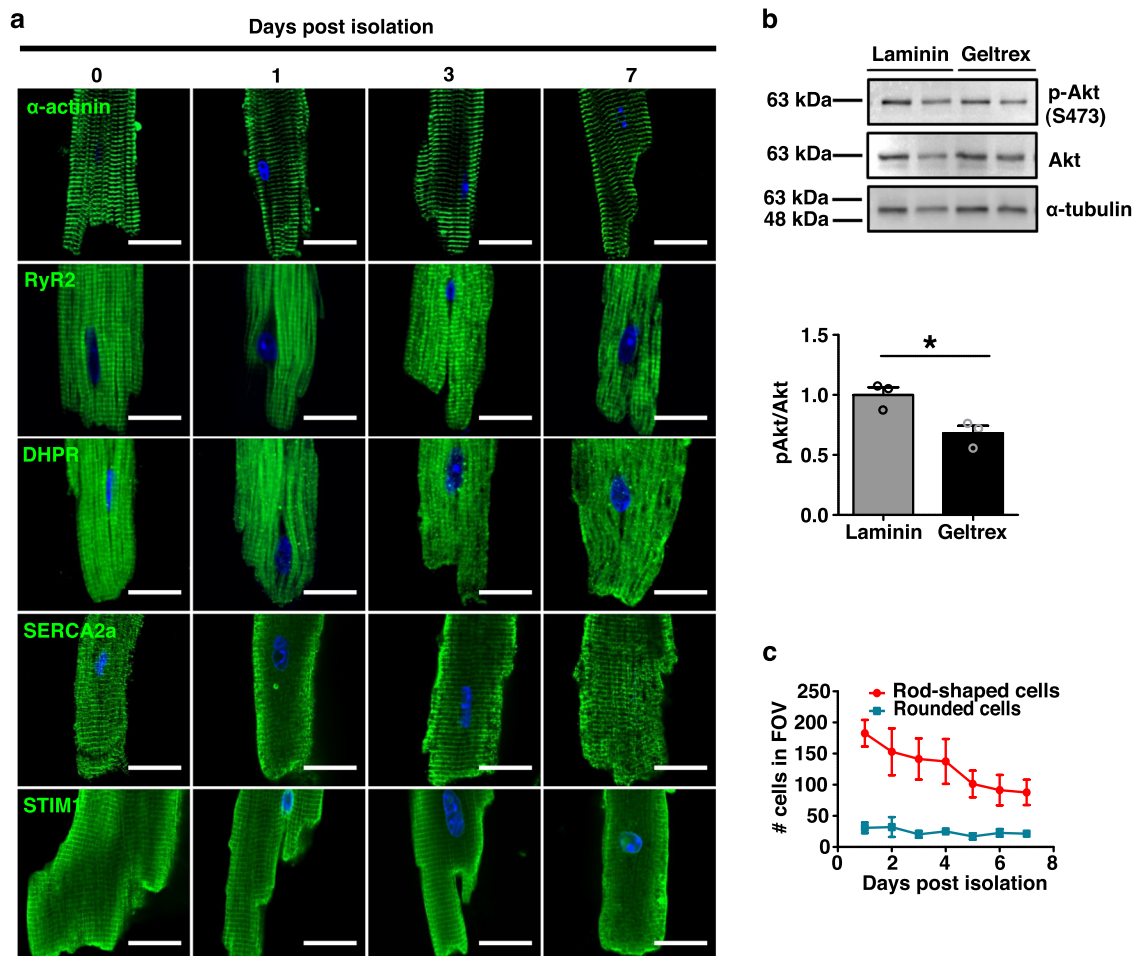 a
Days post isolation
0 1 3 7
α-actinin
RyR2
DHPR
SERCA2a
STIM1
b
Laminin Geltrex
63 kDa
p-Akt
(S473)
63 kDa
Akt
63 kDa
48 kDa
α-tubulin
1.5
1.0
0.5
0.0
pAkt/Akt
*
Laminin Geltrex
c
Rod-shaped cells
Rounded cells
250
200
150
100
50
0
# cells in FOV
0 2 4 6 8
Days post isolation